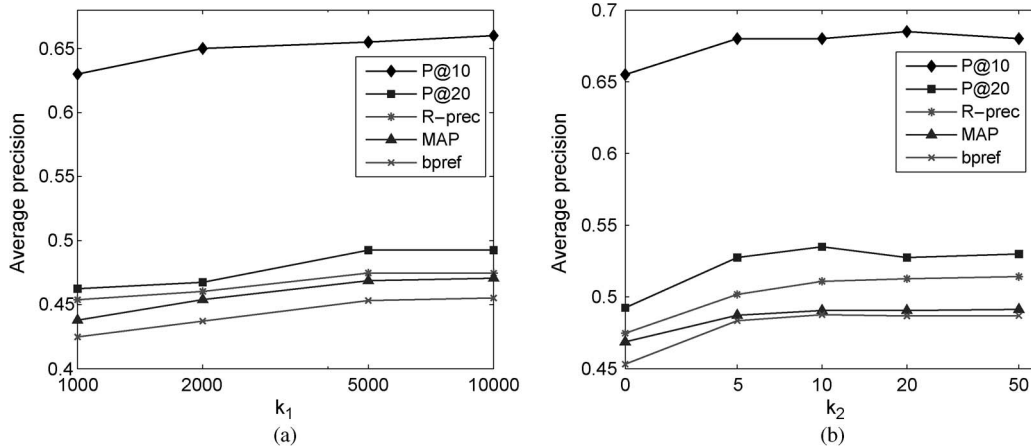 0.65
0.6
0.55
0.5
0.45
0.4
Average precision
P@10
P@20
R-prec
MAP
bpref
1000 2000 5000 10000
k1
(a)
0.7
0.65
0.6
0.55
0.5
0.45
Average precision
P@10
P@20
R-prec
MAP
bpref
0 5 10 20 50
k2
(b)